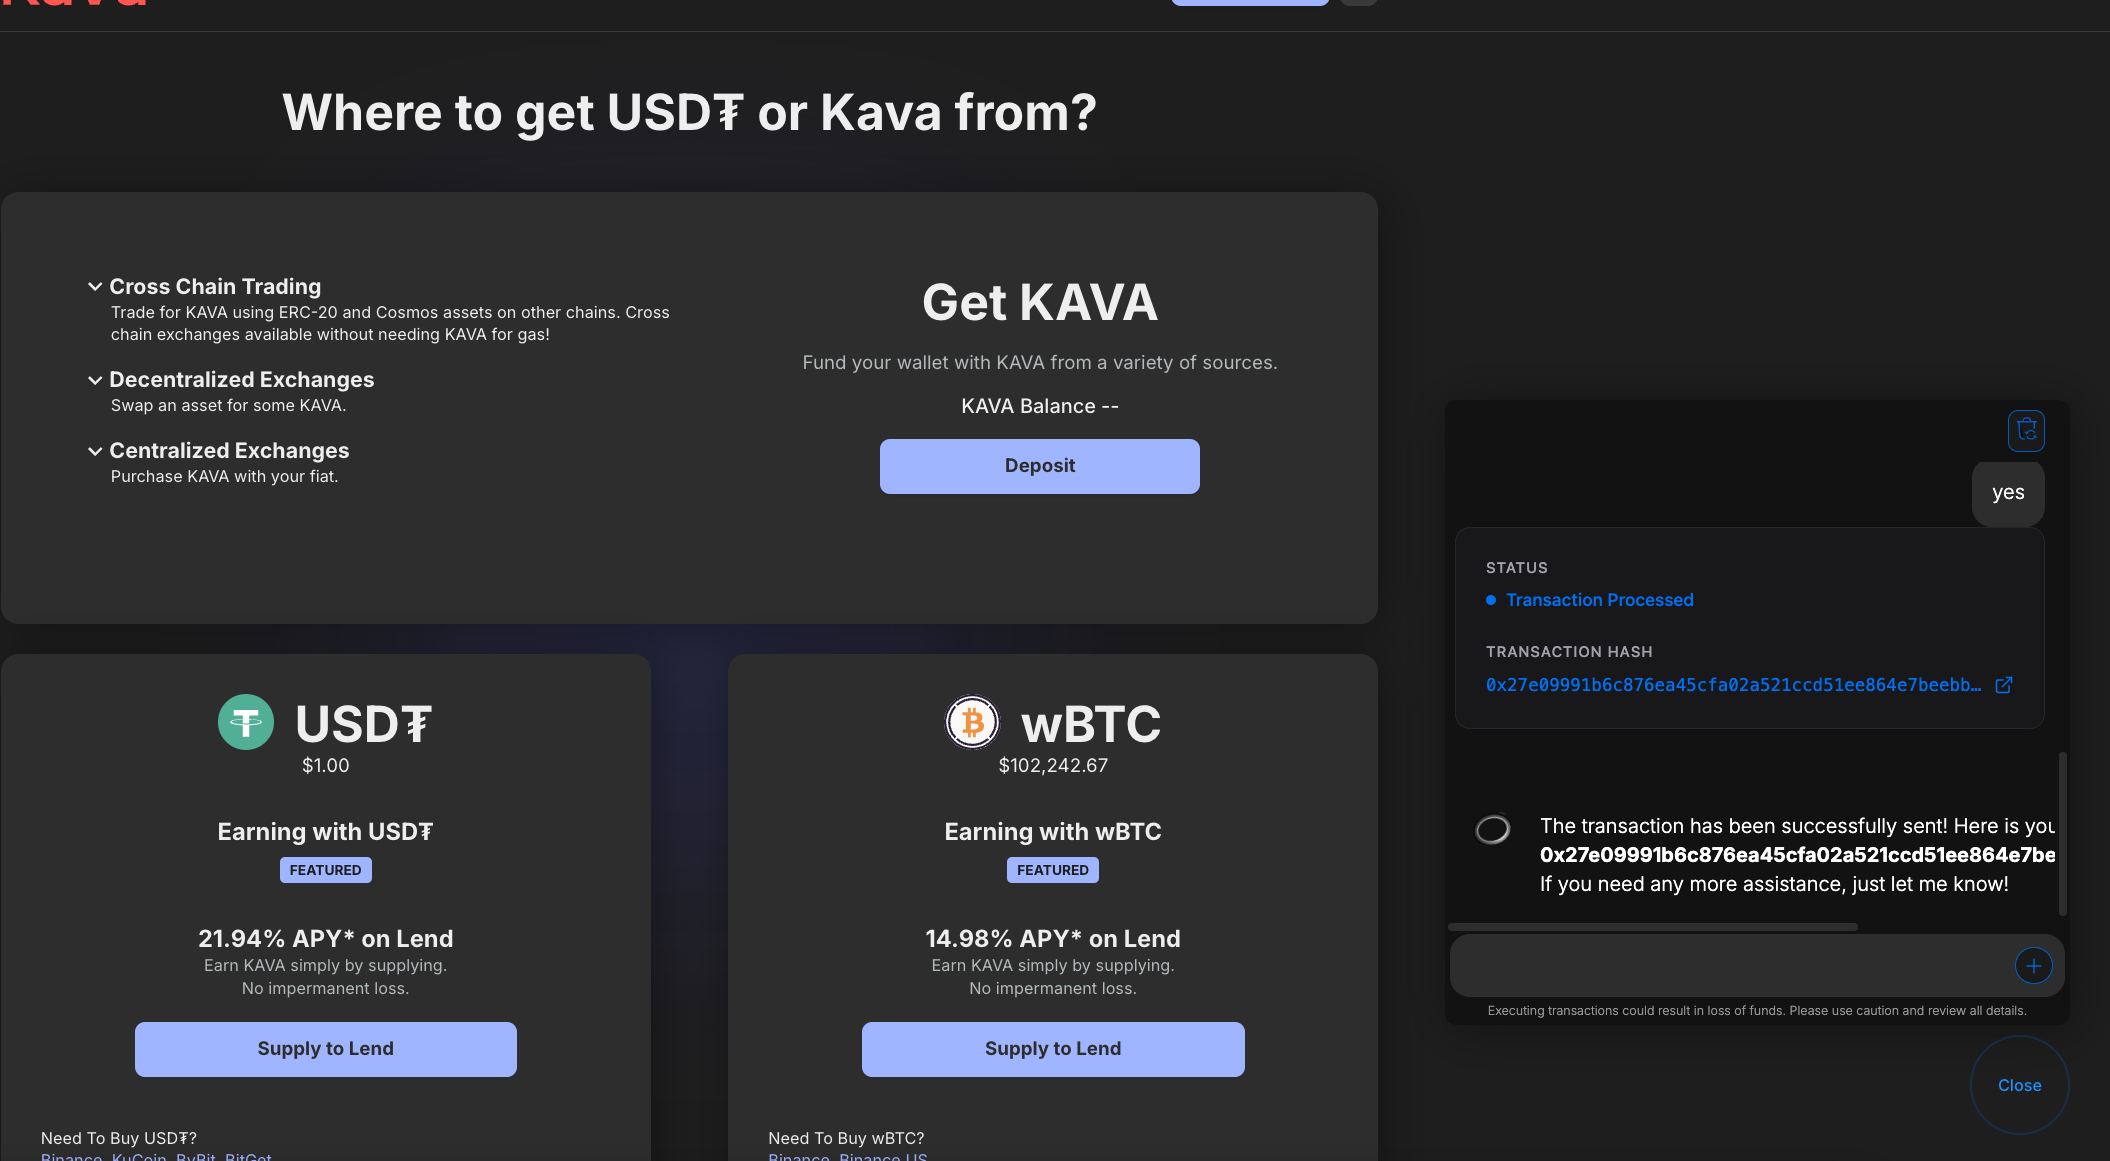 Kava
Where to get USD₮ or Kava from?
Cross Chain Trading
Trade for KAVA using ERC-20 and Cosmos assets on other chains. Cross
chain exchanges available without needing KAVA for gas!
Decentralized Exchanges
Swap an asset for some KAVA.
Centralized Exchanges
Purchase KAVA with your fiat.
Get KAVA
Fund your wallet with KAVA from a variety of sources.
KAVA Balance --
Deposit
USD₮
$1.00
Earning with USD₮
FEATURED
21.94% APY* on Lend
Earn KAVA simply by supplying.
No impermanent loss.
Supply to Lend
Need To Buy USD₮?
Binance, KuCoin, ByBit, BitGet
wBTC
$102,242.67
Earning with wBTC
FEATURED
14.98% APY* on Lend
Earn KAVA simply by supplying.
No impermanent loss.
Supply to Lend
Need To Buy wBTC?
Binance, Binance US
yes
STATUS
Transaction Processed
TRANSACTION HASH
0x27e09991b6c876ea45cfa02a521ccd51ee864e7beebb…
The transaction has been successfully sent! Here is you
0x27e09991b6c876ea45cfa02a521ccd51ee864e7be
If you need any more assistance, just let me know!
Executing transactions could result in loss of funds. Please use caution and review all details.
Close